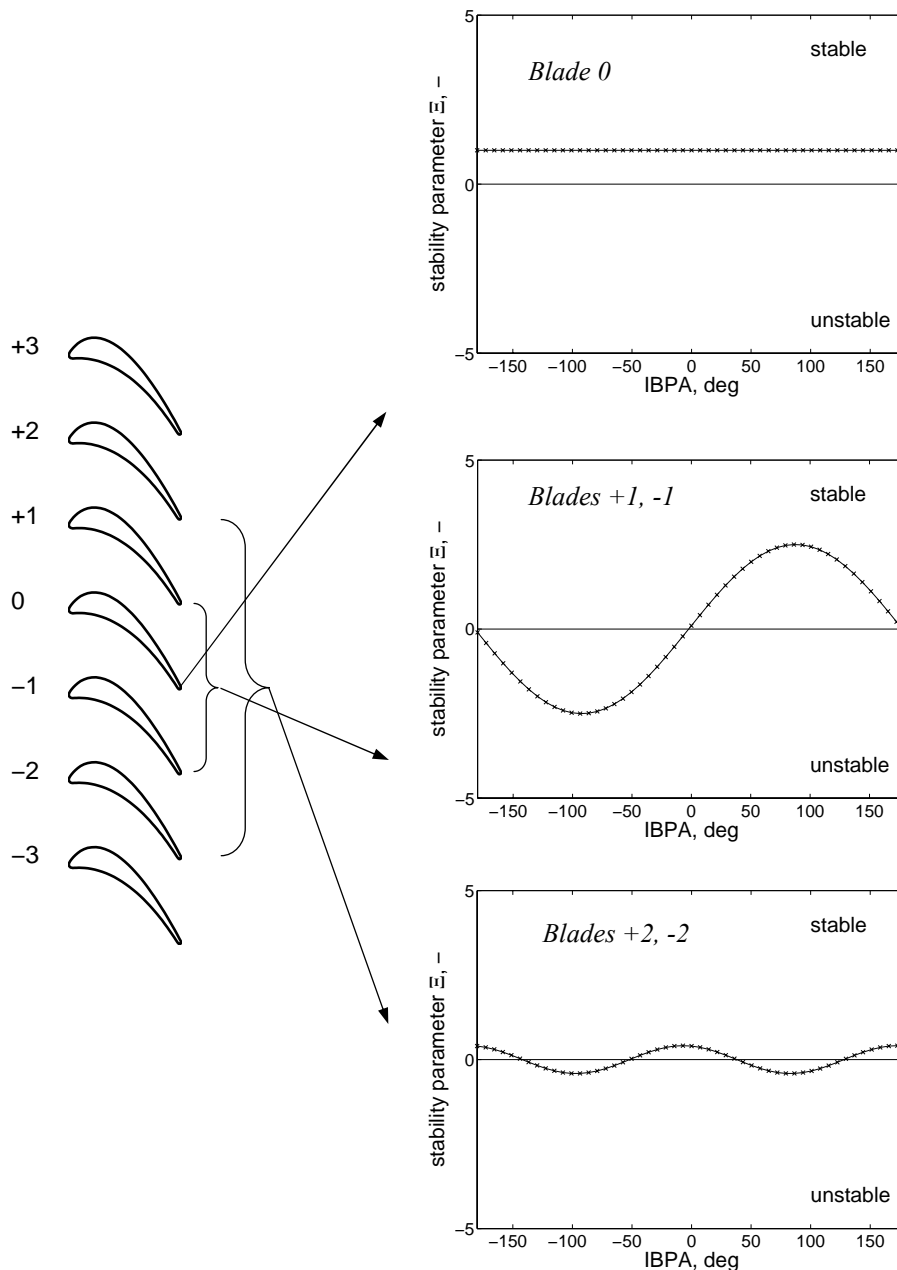 +3
+2
+1
0
−1
−2
−3
5
stable
Blade 0
stability parameter Ξ, −
0
unstable
−5
−150 −100 −50 0 50 100 150
IBPA, deg
5
stable
Blades +1, -1
stability parameter Ξ, −
0
unstable
−5
−150 −100 −50 0 50 100 150
IBPA, deg
5
stable
Blades +2, -2
stability parameter Ξ, −
0
unstable
−5
−150 −100 −50 0 50 100 150
IBPA, deg